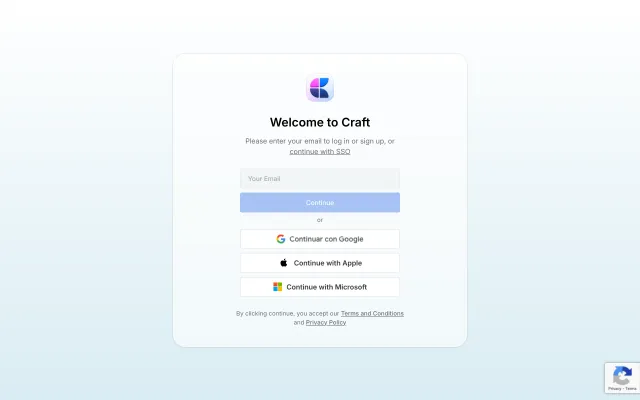 Welcome to Craft
Please enter your email to log in or sign up, or
continue with SSO
Your Email
Continue
or
Continuar con Google
Continue with Apple
Continue with Microsoft
By clicking continue, you accept our Terms and Conditions
and Privacy Policy
Privacy - Terms